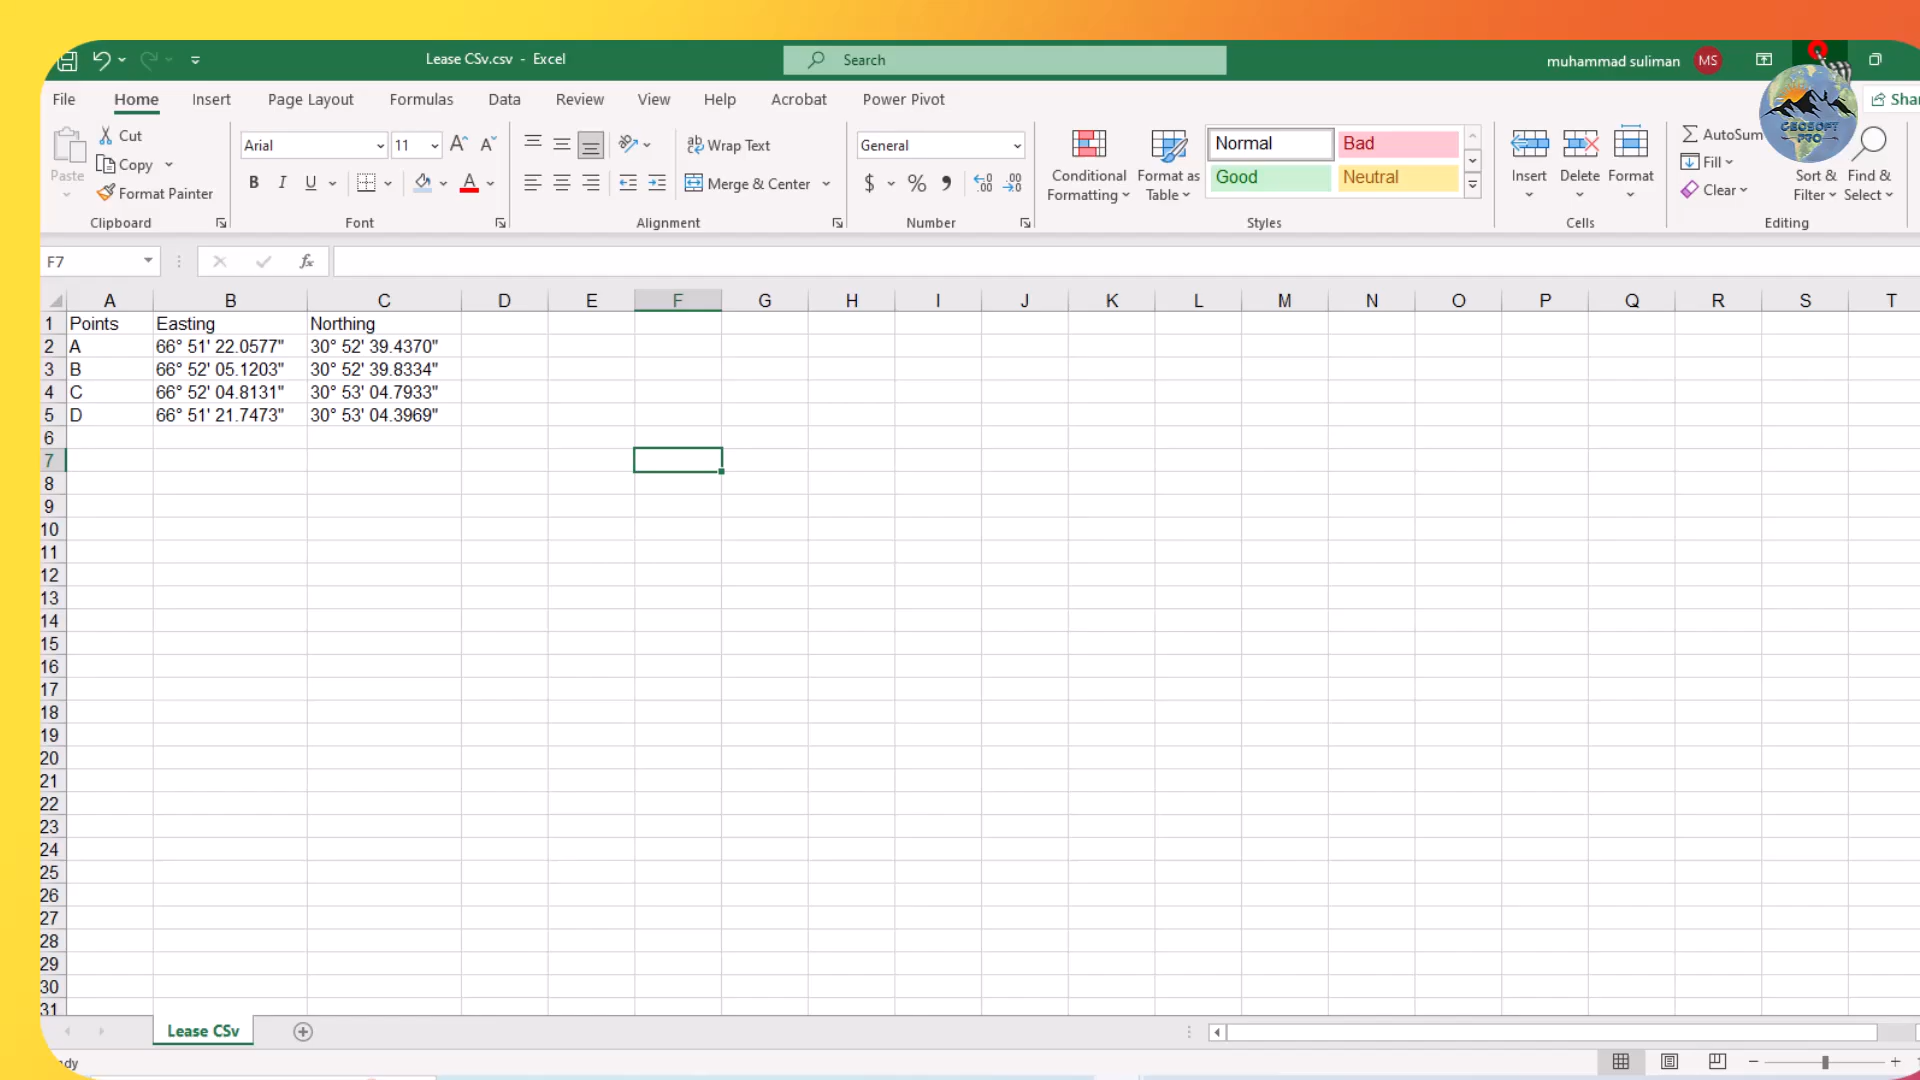 Lease CSv.csv - Excel
Search
muhammad suliman MS
File Home Insert Page Layout Formulas Data Review View Help Acrobat Power Pivot
GEOSOFT
PRO
Paste
Cut
Copy
Format Painter
Clipboard
Arial 11
B I U
Font
Wrap Text
Merge & Center
Alignment
General
$ %
Number
Conditional Formatting
Format as Table
Normal Bad
Good Neutral
Styles
Insert Delete Format
Cells
AutoSum
Fill
Clear
Sort & Filter
Find & Select
Editing
F7 fx
A B C D E F G H I J K L M N O P Q R S T
1 Points Easting Northing
2 A 66° 51' 22.0577" 30° 52' 39.4370"
3 B 66° 52' 05.1203" 30° 52' 39.8334"
4 C 66° 52' 04.8131" 30° 53' 04.7933"
5 D 66° 51' 21.7473" 30° 53' 04.3969"
6
7
8
9
10
11
12
13
14
15
16
17
18
19
20
21
22
23
24
25
26
27
28
29
30
31
Lease CSv